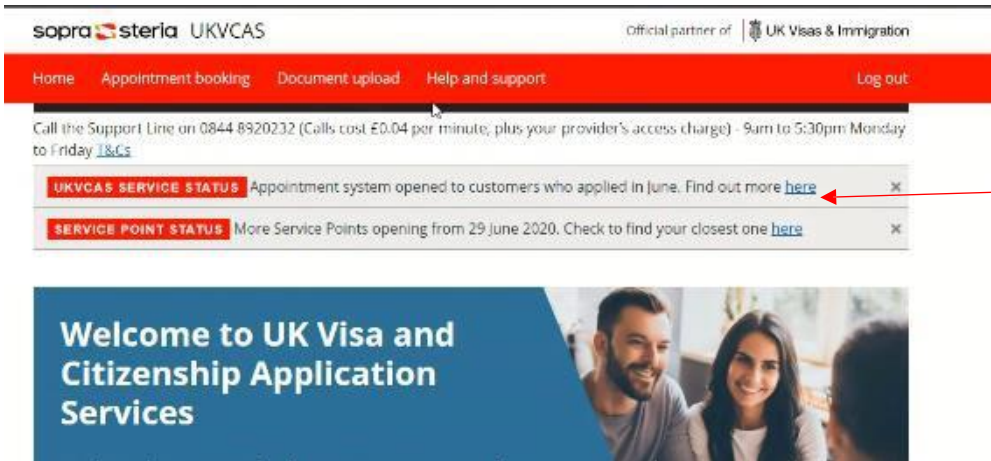 sopra steria UKVCAS
Official partner of UK Visas & Immigration
Home Appointment booking Document upload Help and support Log out
Call the Support Line on 0844 8920232 (Calls cost £0.04 per minute, plus your provider's access charge) - 9am to 5:30pm Monday
to Friday T&Cs
UKVCAS SERVICE STATUS Appointment system opened to customers who applied in June. Find out more here ×
SERVICE POINT STATUS More Service Points opening from 29 June 2020. Check to find your closest one here ×
Welcome to UK Visa and
Citizenship Application
Services